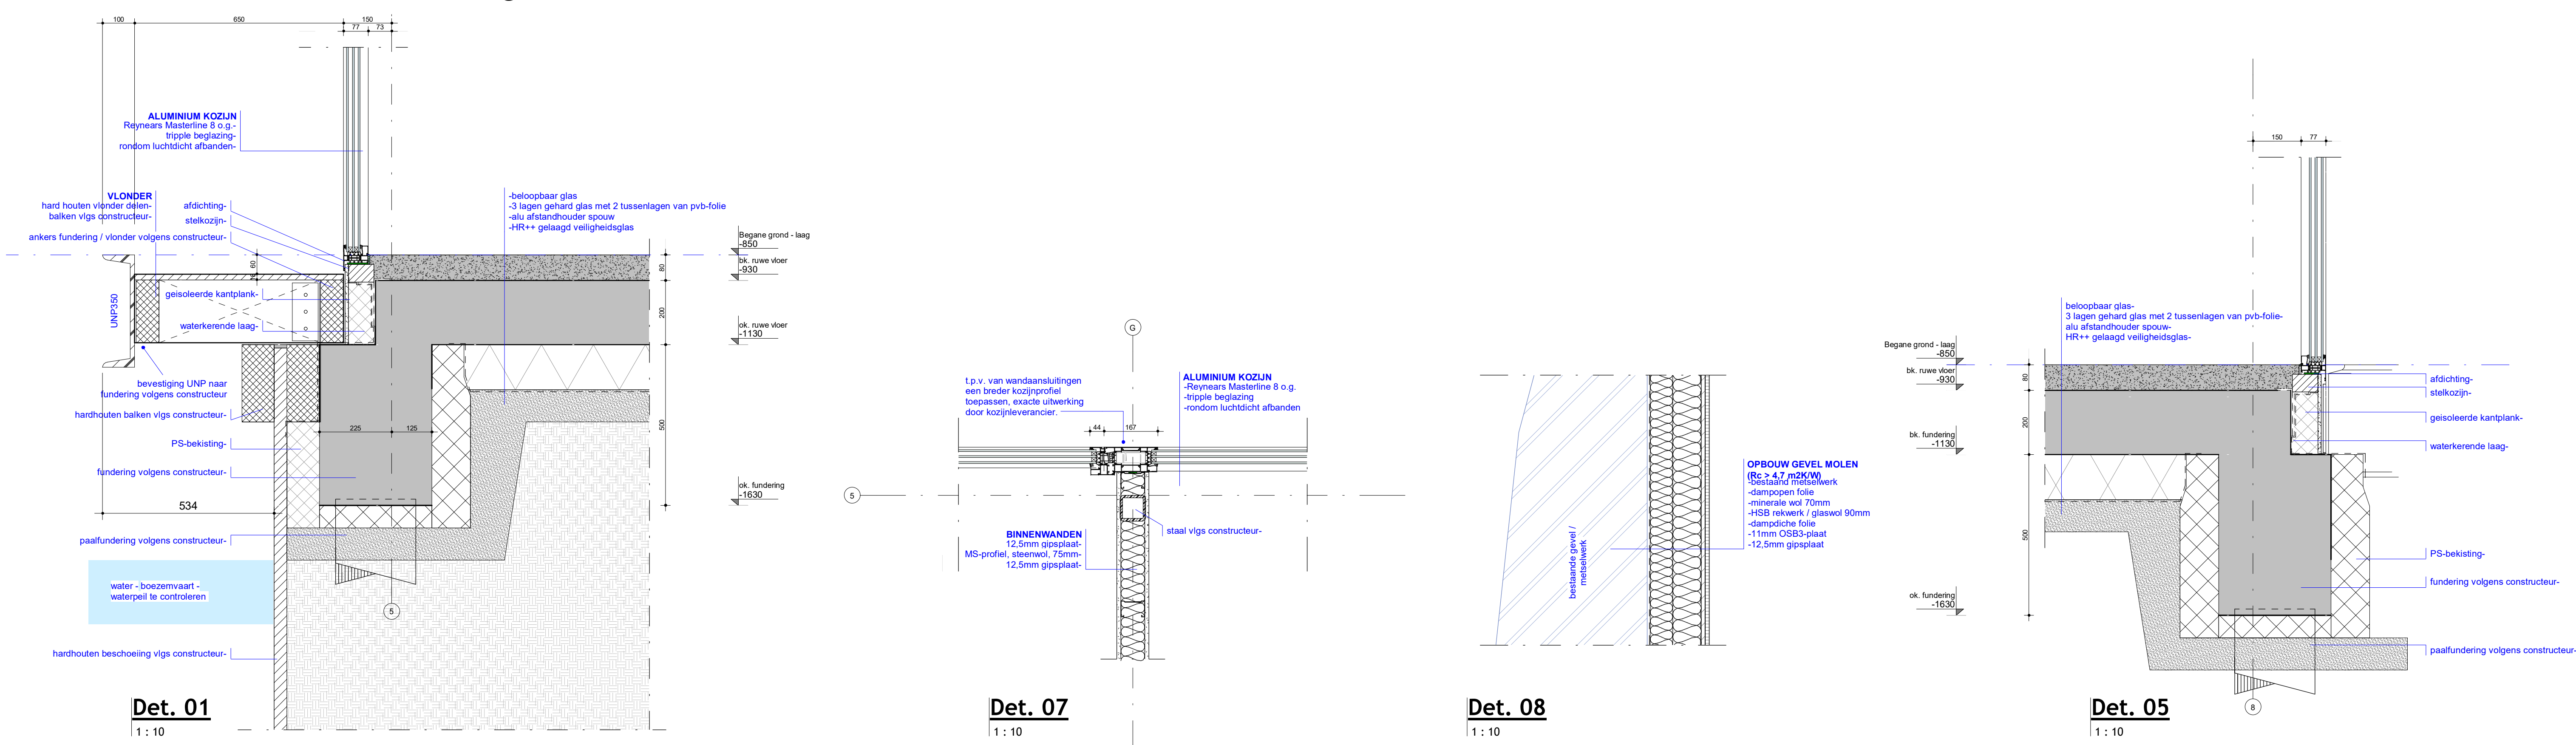 100
650
150
77
73
ALUMINIUM KOZIJN
Reynears Masterline 8 o.g.-
tripple beglazing-
rondom luchtdicht afbanden-
VLONDER
hard houten vlonder delen-
balken vlgs constructeur-
afdichting-
stelkozijn-
ankers fundering / vlonder volgens constructeur-
60
UNP350
geisoleerde kantplank-
waterkerende laag-
bevestiging UNP naar
fundering volgens constructeur
hardhouten balken vlgs constructeur-
PS-bekisting-
fundering volgens constructeur-
534
paalfundering volgens constructeur-
water - boezemvaart -
waterpeil te controleren
hardhouten beschoeiing vlgs constructeur-
225
125
5
-beloopbaar glas
-3 lagen gehard glas met 2 tussenlagen van pvb-folie
-alu afstandhouder spouw
-HR++ gelaagd veiligheidsglas
80
200
500
Begane grond - laag
-850
bk. ruwe vloer
-930
ok. ruwe vloer
-1130
ok. fundering
-1630
Det. 01
1 : 10
G
t.p.v. van wandaansluitingen
een breder kozijnprofiel
toepassen, exacte uitwerking
door kozijnleverancier.
ALUMINIUM KOZIJN
-Reynears Masterline 8 o.g.
-tripple beglazing
-rondom luchtdicht afbanden
44
167
5
BINNENWANDEN
12,5mm gipsplaat-
MS-profiel, steenwol, 75mm-
12,5mm gipsplaat-
staal vlgs constructeur-
Det. 07
1 : 10
bestaande gevel /
metselwerk
OPBOUW GEVEL MOLEN
(Rc > 4,7 m2K/W)
-bestaand metselwerk
-dampopen folie
-minerale wol 70mm
-HSB rekwerk / glaswol 90mm
-dampdiche folie
-11mm OSB3-plaat
-12,5mm gipsplaat
Det. 08
1 : 10
150
77
beloopbaar glas-
3 lagen gehard glas met 2 tussenlagen van pvb-folie-
alu afstandhouder spouw-
HR++ gelaagd veiligheidsglas-
Begane grond - laag
-850
bk. ruwe vloer
-930
bk. fundering
-1130
ok. fundering
-1630
80
200
500
afdichting-
stelkozijn-
geisoleerde kantplank-
waterkerende laag-
PS-bekisting-
fundering volgens constructeur-
paalfundering volgens constructeur-
8
Det. 05
1 : 10